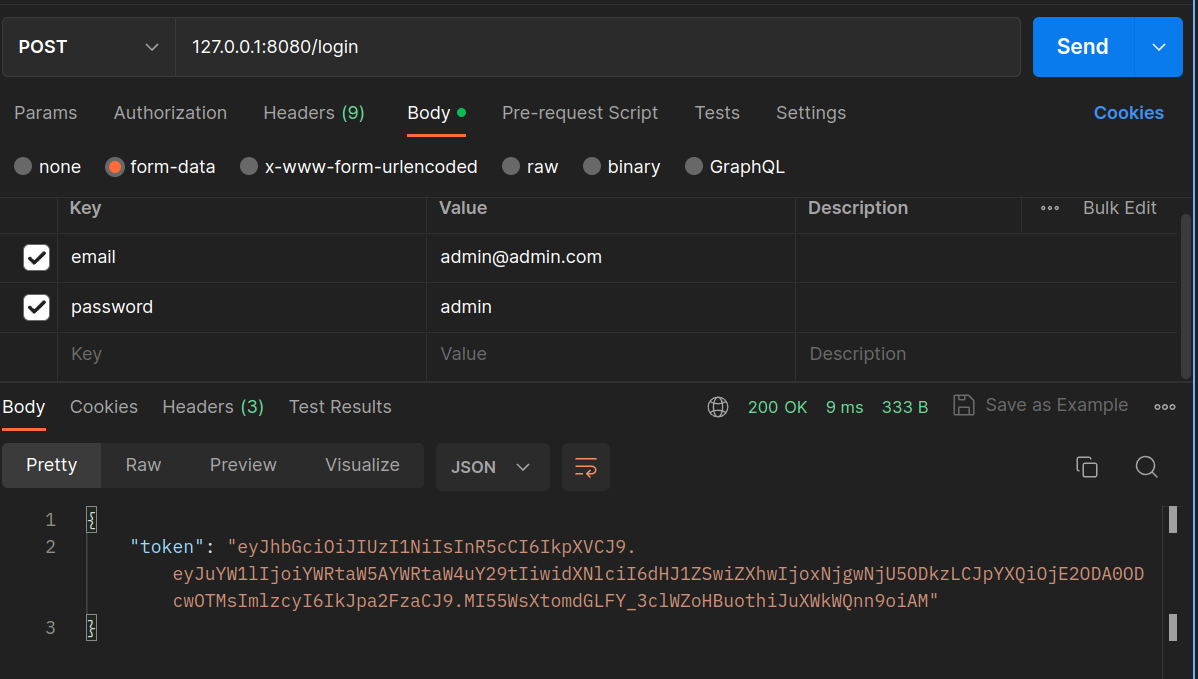 POST 127.0.0.1:8080/login Send
Params Authorization Headers (9) Body Pre-request Script Tests Settings Cookies
none form-data x-www-form-urlencoded raw binary GraphQL
Key Value Description Bulk Edit
email admin@admin.com
password admin
Key Value Description
Body Cookies Headers (3) Test Results 200 OK 9 ms 333 B Save as Example
Pretty Raw Preview Visualize JSON
1 {
2 "token": "eyJhbGciOiJIUzI1NiIsInR5cCI6IkpXVCJ9.
eyJuYW1lIjoiYWRtaW5AYWRtaW4uY29tIiwidXNlciI6dHJ1ZSwiZXhwIjoxNjgwNjU5ODkzLCJpYXQiOjE2ODA0OD
cwOTMsImlzcyI6IkJpa2FzaCJ9.MI55WsXtomdGLFY_3clWZoHBuothiJuXWkWQnn9oiAM"
3 }